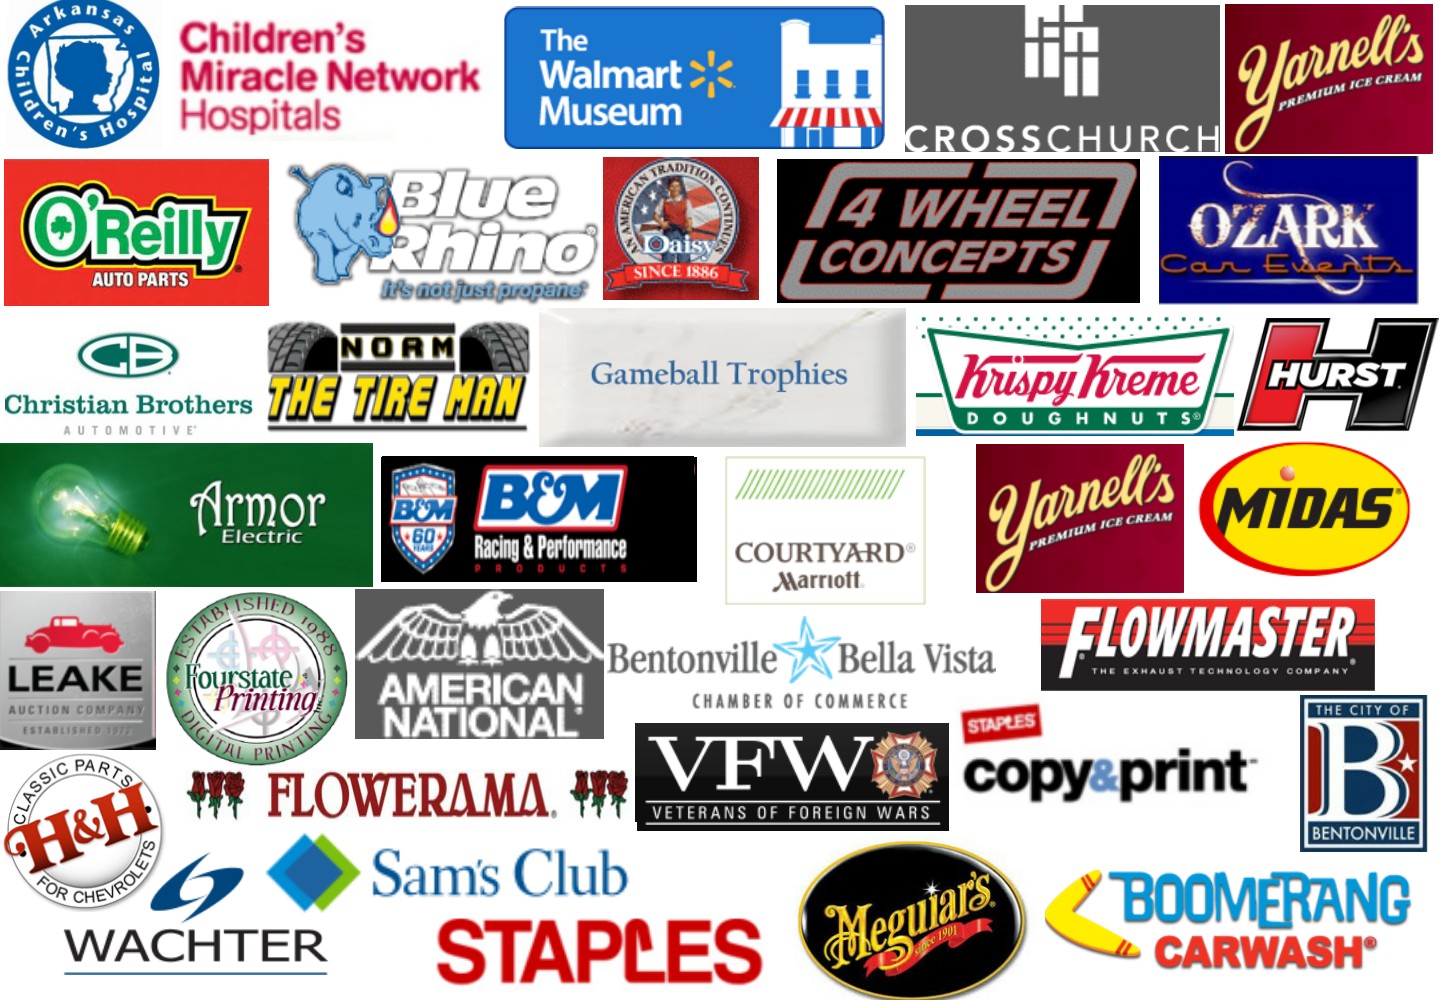 Arkansas
Children's Hospital
Children's
Miracle Network
Hospitals
The
Walmart
Museum
CROSSCHURCH
Yarnell's
PREMIUM ICE CREAM
O'Reilly
AUTO PARTS
Blue
Rhino®
It's not just propane
AN AMERICAN TRADITION CONTINUES
Daisy
SINCE 1886
4 WHEEL
CONCEPTS
OZARK
Car Events
CB
Christian Brothers
AUTOMOTIVE
NORM
THE TIRE MAN
Gameball Trophies
Krispy Kreme
DOUGHNUTS®
HURST
Armor
Electric
B&M
60
YEARS
B&M
Racing & Performance
PRODUCTS
COURTYARD®
Marriott
Yarnell's
PREMIUM ICE CREAM
MIDAS
LEAKE
AUCTION COMPANY
ESTABLISHED 1972
ESTABLISHED 1988
Fourstate
Printing
DIGITAL PRINTING
AMERICAN
NATIONAL
Bentonville Bella Vista
CHAMBER OF COMMERCE
FLOWMASTER
THE EXHAUST TECHNOLOGY COMPANY
CLASSIC PARTS
H&H
FOR CHEVROLETS
FLOWERAMA
VFW
VETERANS OF FOREIGN WARS
STAPLES
copy&print
THE CITY OF
B
BENTONVILLE
WACHTER
Sam's Club
STAPLES
Meguiar's
since 1901
BOOMERANG
CARWASH®